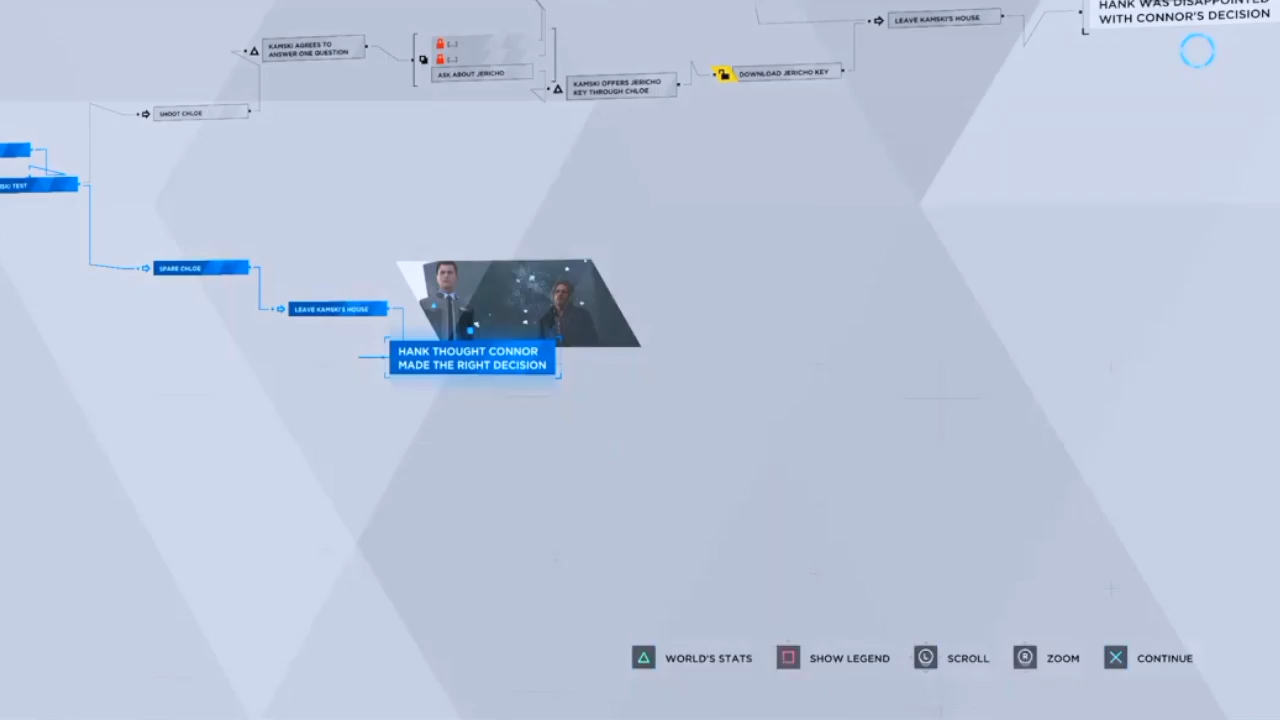 HANK WAS DISAPPOINTED
WITH CONNOR'S DECISION
LEAVE KAMSKI'S HOUSE
KAMSKI AGREES TO
ANSWER ONE QUESTION
[...]
[...]
ASK ABOUT JERICHO
KAMSKI OFFERS JERICHO
KEY THROUGH CHLOE
DOWNLOAD JERICHO KEY
SHOOT CHLOE
TEST
SPARE CHLOE
LEAVE KAMSKI'S HOUSE
HANK THOUGHT CONNOR
MADE THE RIGHT DECISION
WORLD'S STATS
SHOW LEGEND
L
SCROLL
R
ZOOM
CONTINUE